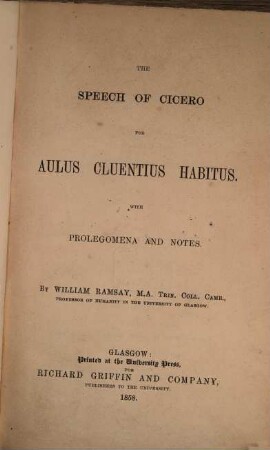 THE
SPEECH OF CICERO
FOR
AULUS CLUENTIUS HABITUS.
WITH
PROLEGOMENA AND NOTES.
BY WILLIAM RAMSAY, M.A. TRIN. COLL. CAMB.,
PROFESSOR OF HUMANITY IN THE UNIVERSITY OF GLASGOW.
GLASGOW:
Printed at the University Press,
FOR
RICHARD GRIFFIN AND COMPANY,
PUBLISHERS TO THE UNIVERSITY.
1858.